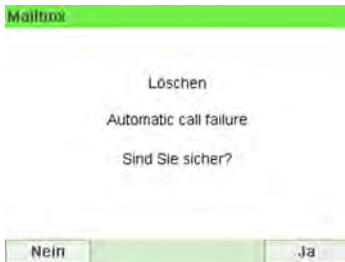 Mailbox
Löschen
Automatic call failure
Sind Sie sicher?
Nein Ja